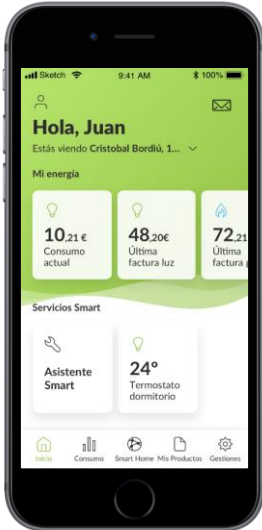 Sketch 9:41 AM 100%
Hola, Juan
Estás viendo Cristobal Bordiú, 1...
Mi energía
10,21 €
Consumo
actual
48,20€
Última
factura luz
72,21
Última
factura g
Servicios Smart
Asistente
Smart
24°
Termostato
dormitorio
Inicio Consumo Smart Home Mis Productos Gestiones